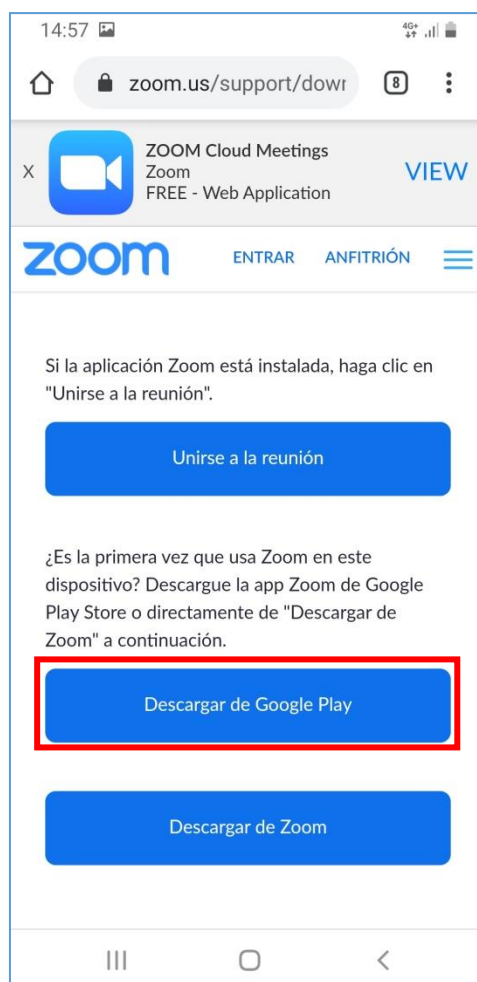 14:57
4G+
zoom.us/support/dowr
8
ZOOM Cloud Meetings
X
Zoom
VIEW
FREE - Web Application
zoom
ENTRAR
ANFITRIÓN
Si la aplicación Zoom está instalada, haga clic en
"Unirse a la reunión".
Unirse a la reunión
¿Es la primera vez que usa Zoom en este
dispositivo? Descargue la app Zoom de Google
Play Store o directamente de "Descargar de
Zoom" a continuación.
Descargar de Google Play
Descargar de Zoom